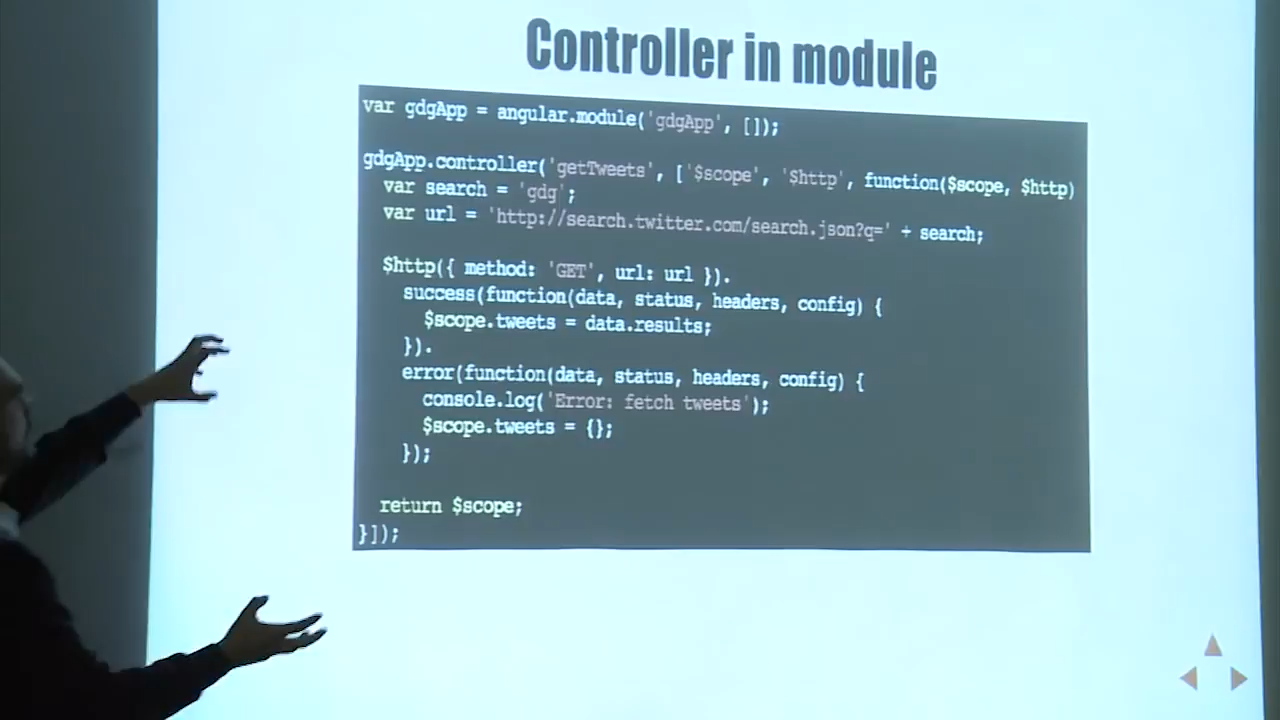 Controller in module
var gdgApp = angular.module('gdgApp', []);
gdgApp.controller('getTweets', ['$scope', '$http', function($scope, $http)
var search = 'gdg';
var url = 'http://search.twitter.com/search.json?q=' + search;
$http({ method: 'GET', url: url }).
success(function(data, status, headers, config) {
$scope.tweets = data.results;
}).
error(function(data, status, headers, config) {
console.log('Error: fetch tweets');
$scope.tweets = {};
});
return $scope;
}]);